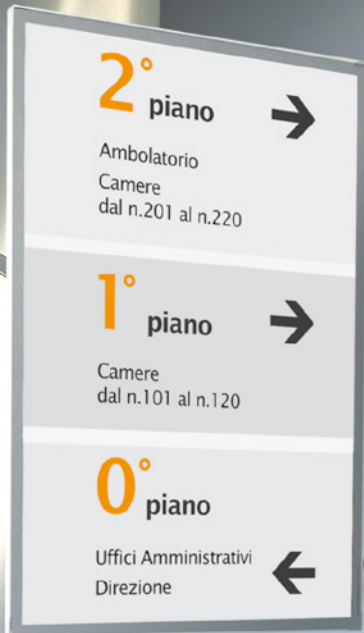 2° piano
Ambolatorio
Camere
dal n.201 al n.220
1° piano
Camere
dal n.101 al n.120
0° piano
Uffici Amministrativi
Direzione